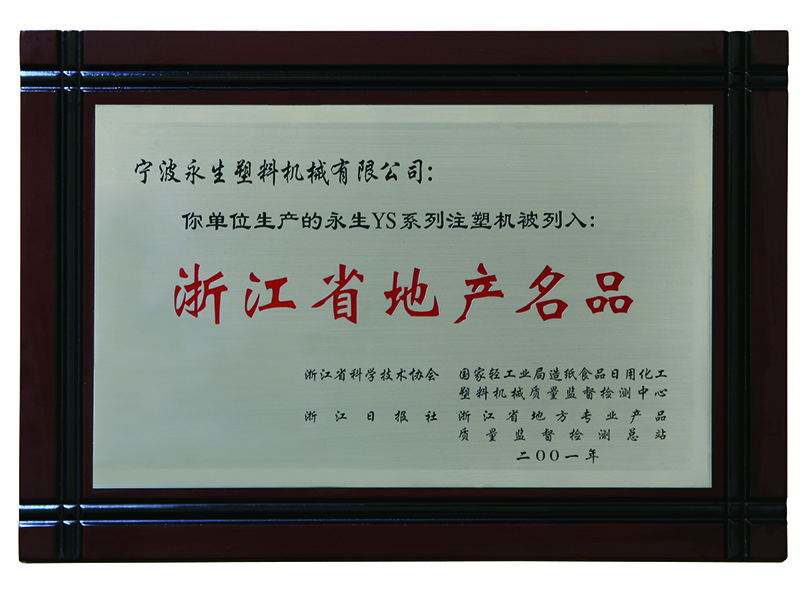 宁波永生塑料机械有限公司：
你单位生产的永生YS系列注塑机被列入：
浙江省地产名品
浙江省科学技术协会 国家轻工业局造纸食品日用化工
塑料机械质量监督检测中心
浙江日报社 浙江省地方专业产品
质量监督检测总站
二00一年